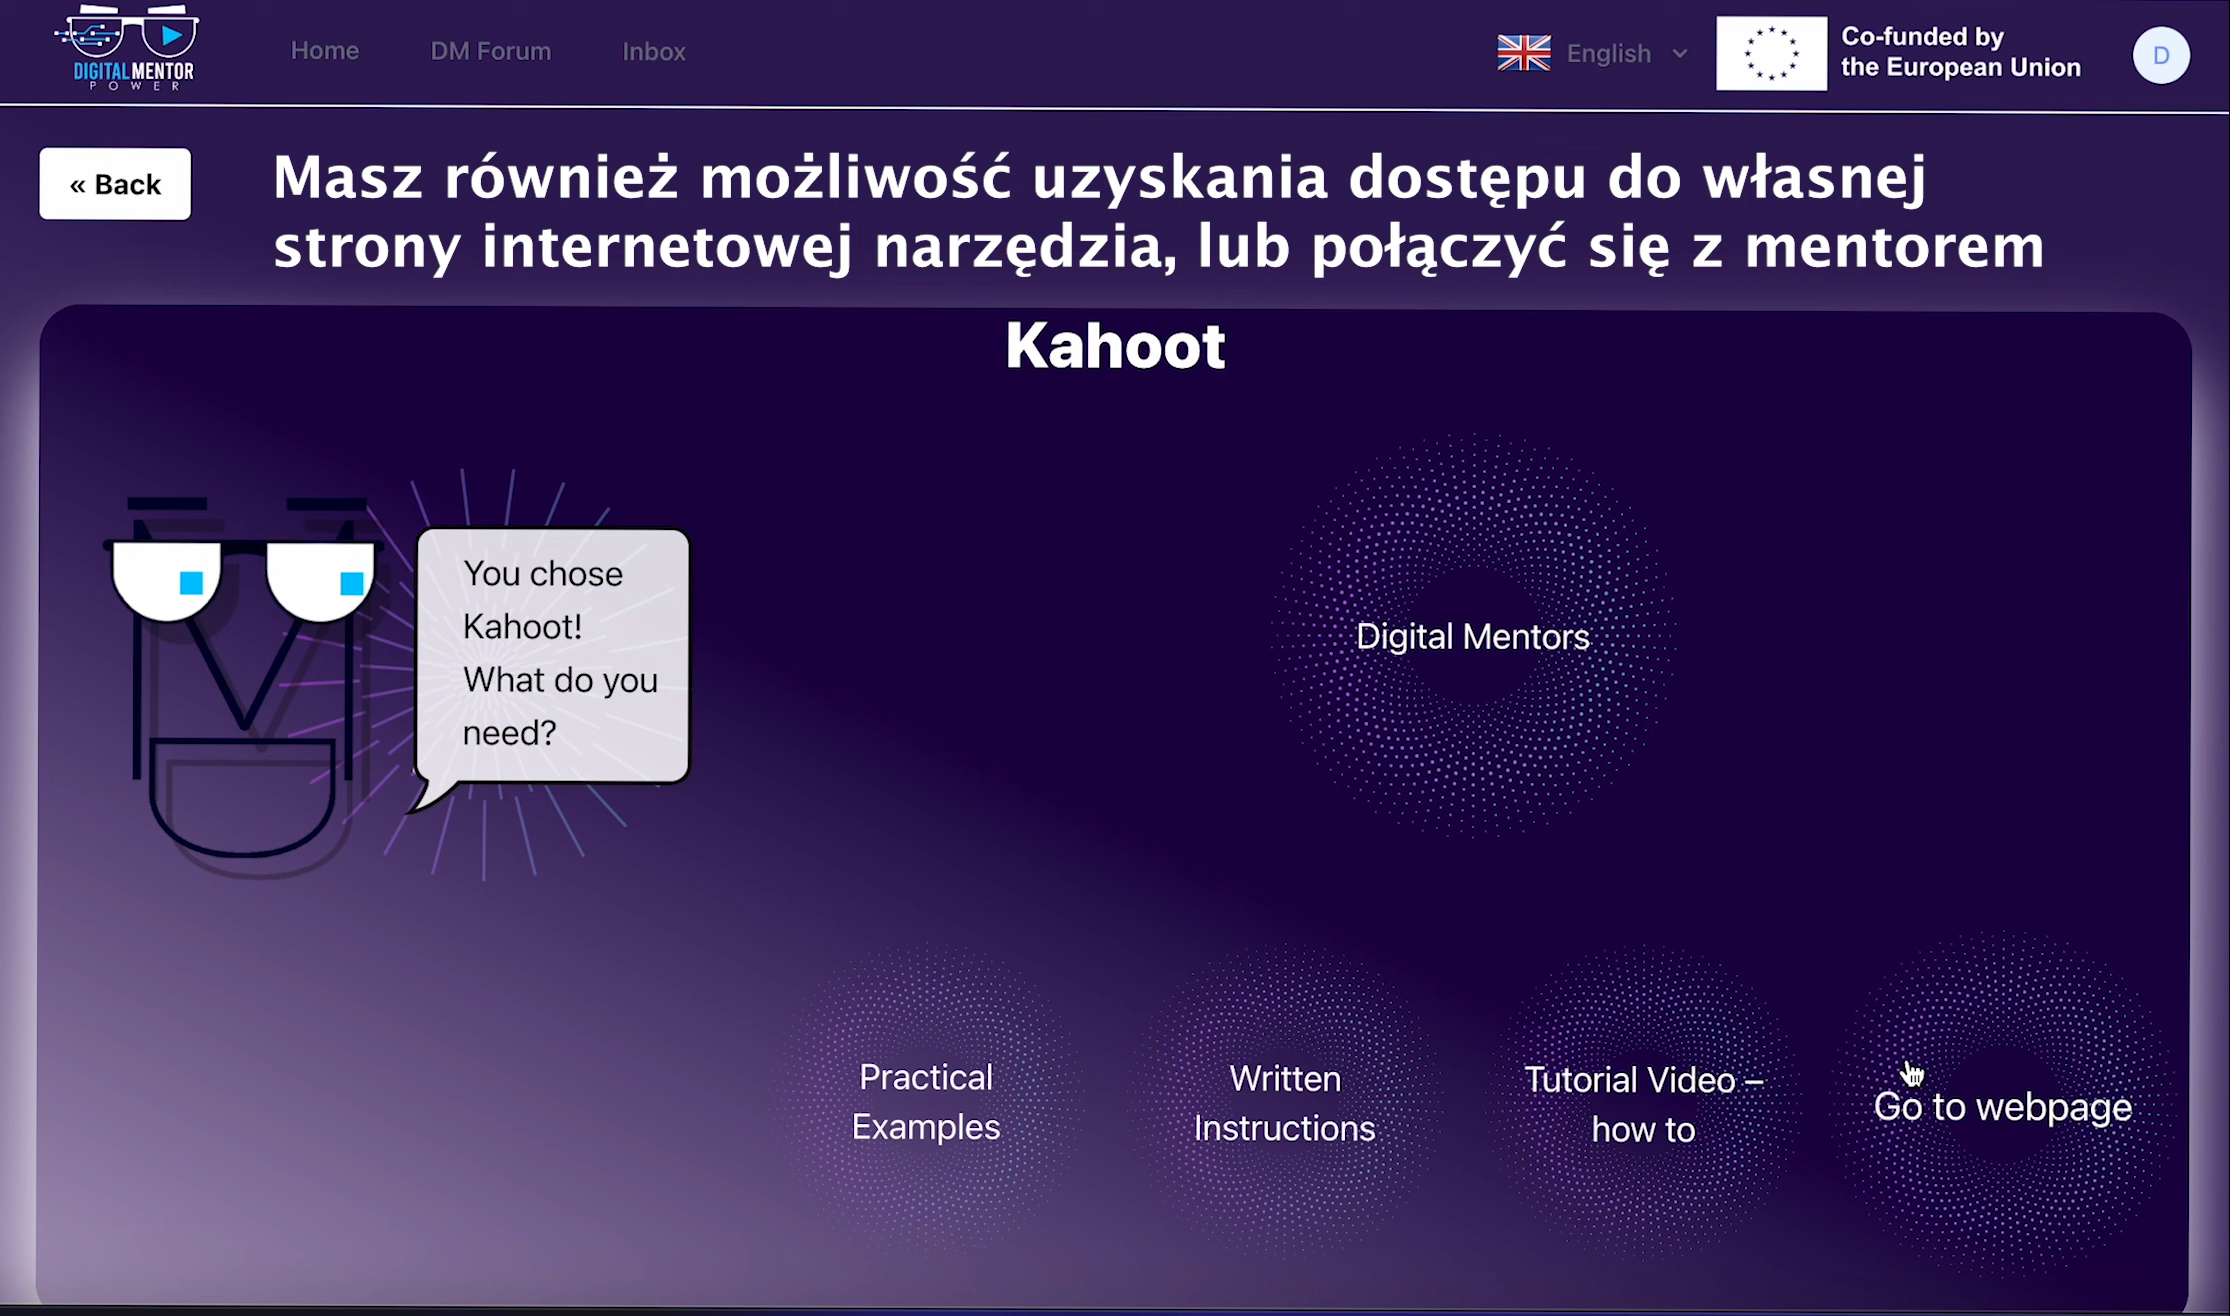 DIGITALMENTOR
POWER
Home
DM Forum
Inbox
English
Co-funded by
the European Union
D
« Back
Masz również możliwość uzyskania dostępu do własnej
strony internetowej narzędzia, lub połączyć się z mentorem
Kahoot
You chose
Kahoot!
What do you
need?
Digital Mentors
Practical
Examples
Written
Instructions
Tutorial Video –
how to
Go to webpage